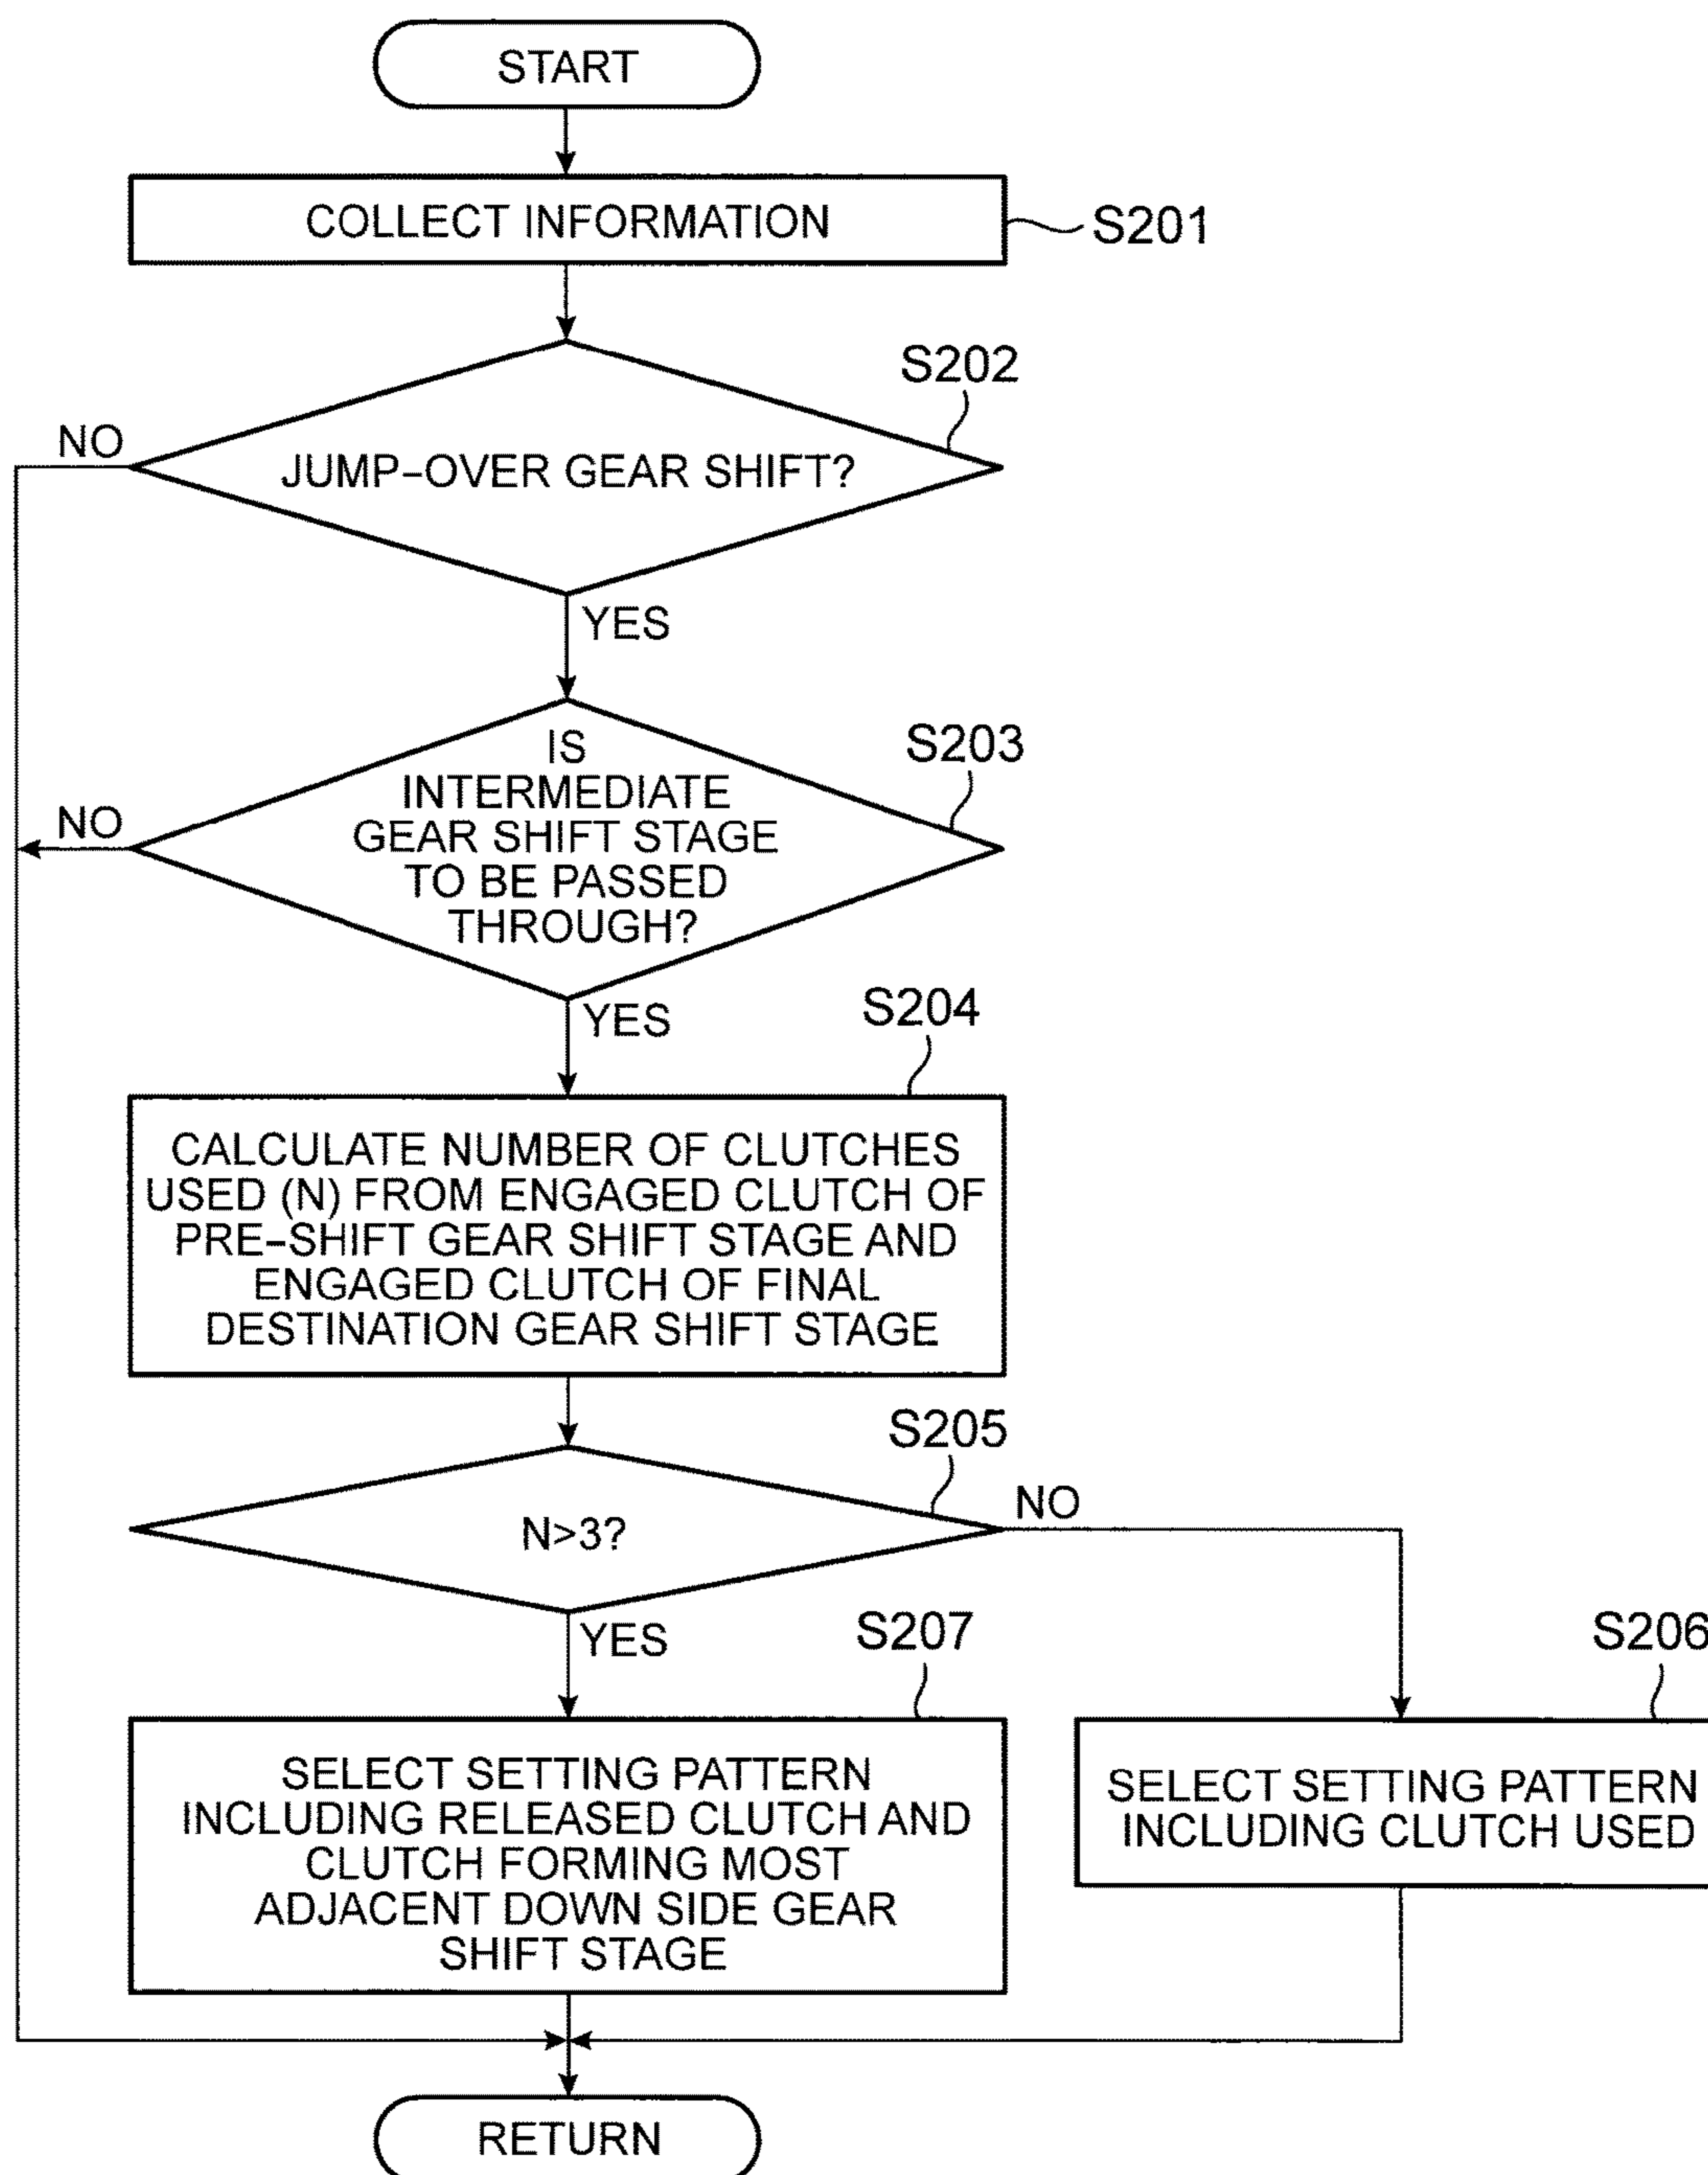 START
COLLECT INFORMATION
S201
S202
NO
JUMP-OVER GEAR SHIFT?
YES
S203
IS
INTERMEDIATE
GEAR SHIFT STAGE
TO BE PASSED
THROUGH?
NO
YES
S204
CALCULATE NUMBER OF CLUTCHES
USED (N) FROM ENGAGED CLUTCH OF
PRE-SHIFT GEAR SHIFT STAGE AND
ENGAGED CLUTCH OF FINAL
DESTINATION GEAR SHIFT STAGE
S205
N>3?
NO
YES
S207
SELECT SETTING PATTERN
INCLUDING RELEASED CLUTCH AND
CLUTCH FORMING MOST
ADJACENT DOWN SIDE GEAR
SHIFT STAGE
S206
SELECT SETTING PATTERN
INCLUDING CLUTCH USED
RETURN